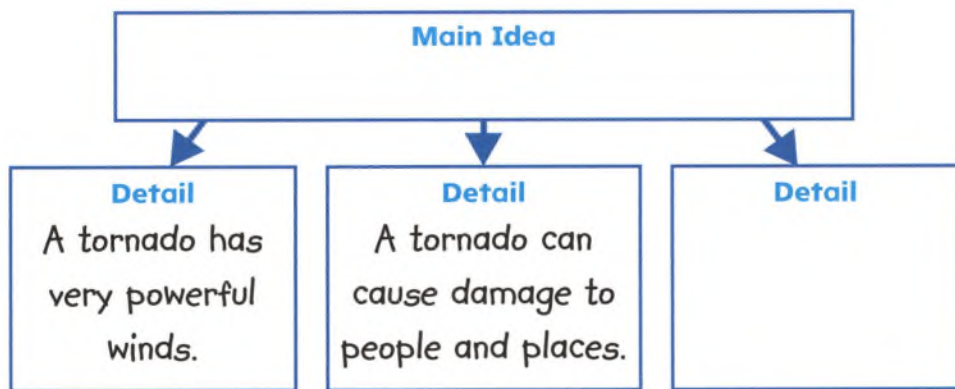 Main Idea
Detail
A tornado has
very powerful
winds.
Detail
A tornado can
cause damage to
people and places.
Detail